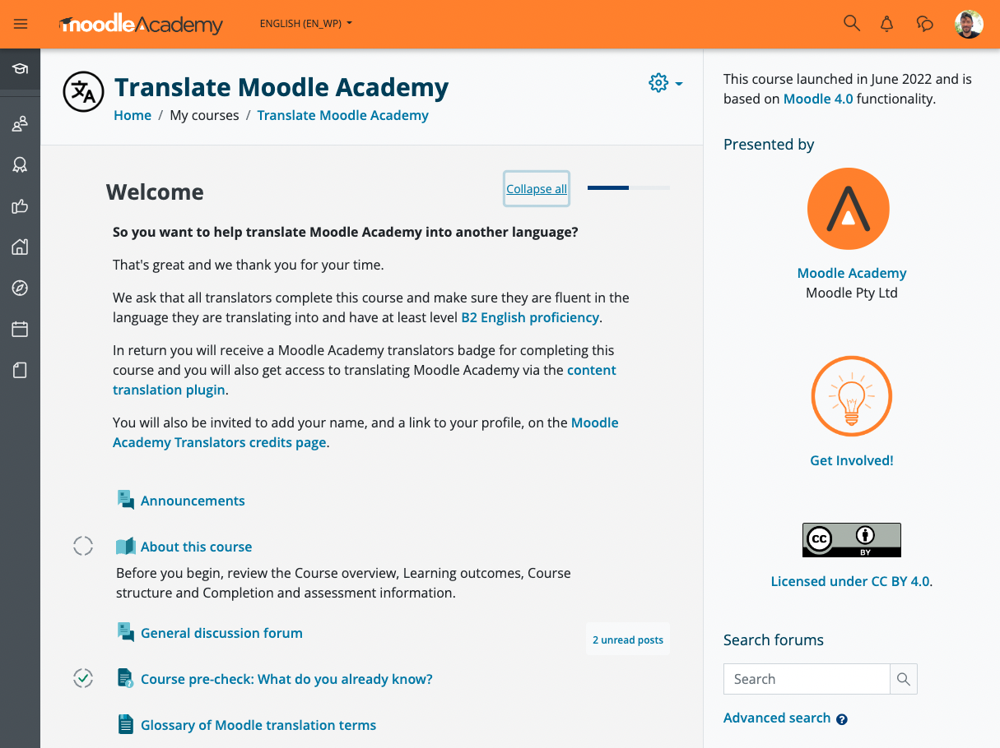 moodleAcademy
ENGLISH (EN_WP)
Translate Moodle Academy
Home / My courses / Translate Moodle Academy
Welcome
Collapse all
So you want to help translate Moodle Academy into another language?
That's great and we thank you for your time.
We ask that all translators complete this course and make sure they are fluent in the
language they are translating into and have at least level B2 English proficiency.
In return you will receive a Moodle Academy translators badge for completing this
course and you will also get access to translating Moodle Academy via the content
translation plugin.
You will also be invited to add your name, and a link to your profile, on the Moodle
Academy Translators credits page.
Announcements
About this course
Before you begin, review the Course overview, Learning outcomes, Course
structure and Completion and assessment information.
General discussion forum
2 unread posts
Course pre-check: What do you already know?
Glossary of Moodle translation terms
This course launched in June 2022 and is
based on Moodle 4.0 functionality.
Presented by
Moodle Academy
Moodle Pty Ltd
Get Involved!
CC
BY
Licensed under CC BY 4.0.
Search forums
Search
Advanced search